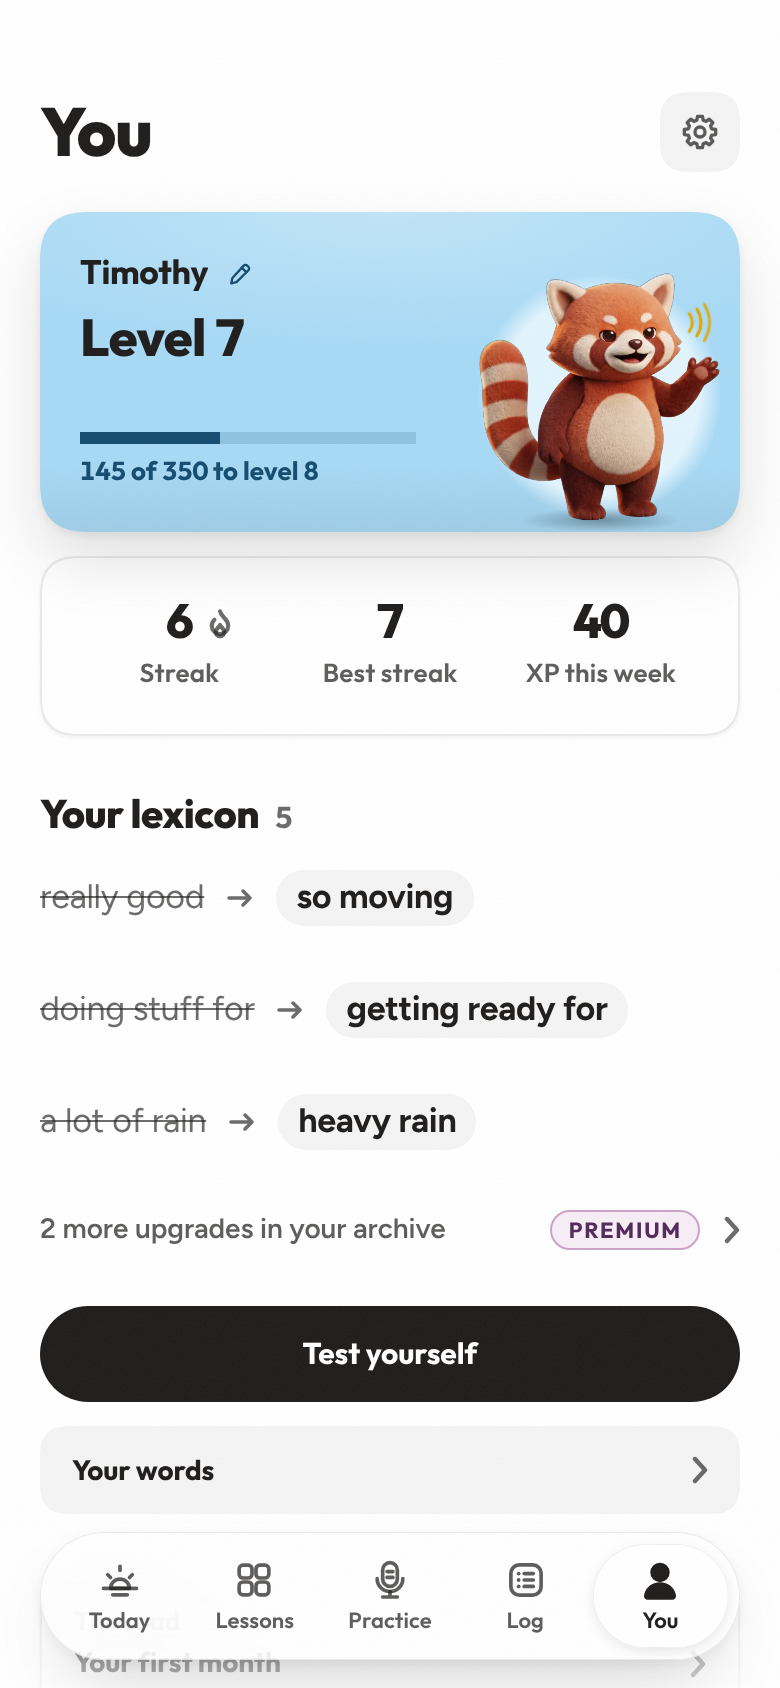 You
Timothy
Level 7
145 of 350 to level 8
6
Streak
7
Best streak
40
XP this week
Your lexicon 5
really good → so moving
doing stuff for → getting ready for
a lot of rain → heavy rain
2 more upgrades in your archive PREMIUM
Test yourself
Your words
Today
Lessons
Practice
Log
You
Your first month